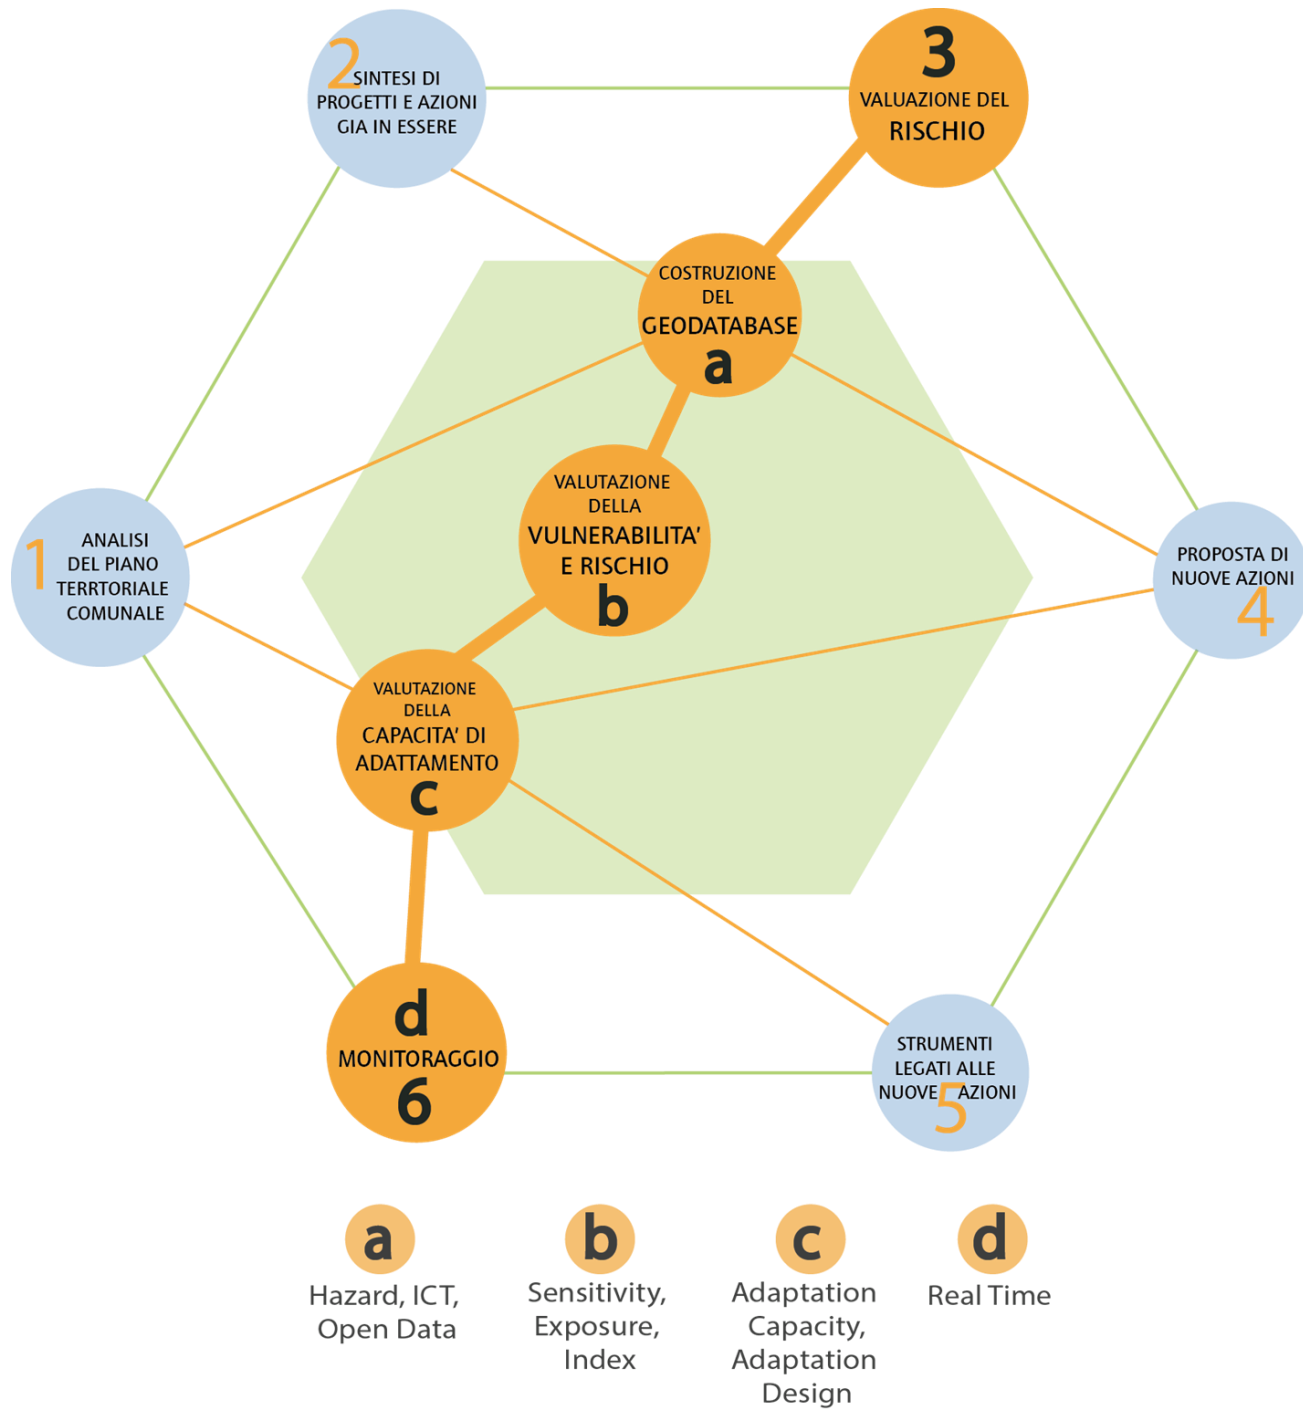 2
SINTESI DI
PROGETTI E AZIONI
GIA IN ESSERE
3
VALUAZIONE DEL
RISCHIO
COSTRUZIONE
DEL
GEODATABASE
a
VALUTAZIONE
DELLA
VULNERABILITA'
E RISCHIO
b
1
ANALISI
DEL PIANO
TERRTORIALE
COMUNALE
PROPOSTA DI
NUOVE AZIONI
4
VALUTAZIONE
DELLA
CAPACITA' DI
ADATTAMENTO
c
d
MONITORAGGIO
6
STRUMENTI
LEGATI ALLE
NUOVE AZIONI
5
a
Hazard, ICT,
Open Data
b
Sensitivity,
Exposure,
Index
c
Adaptation
Capacity,
Adaptation
Design
d
Real Time